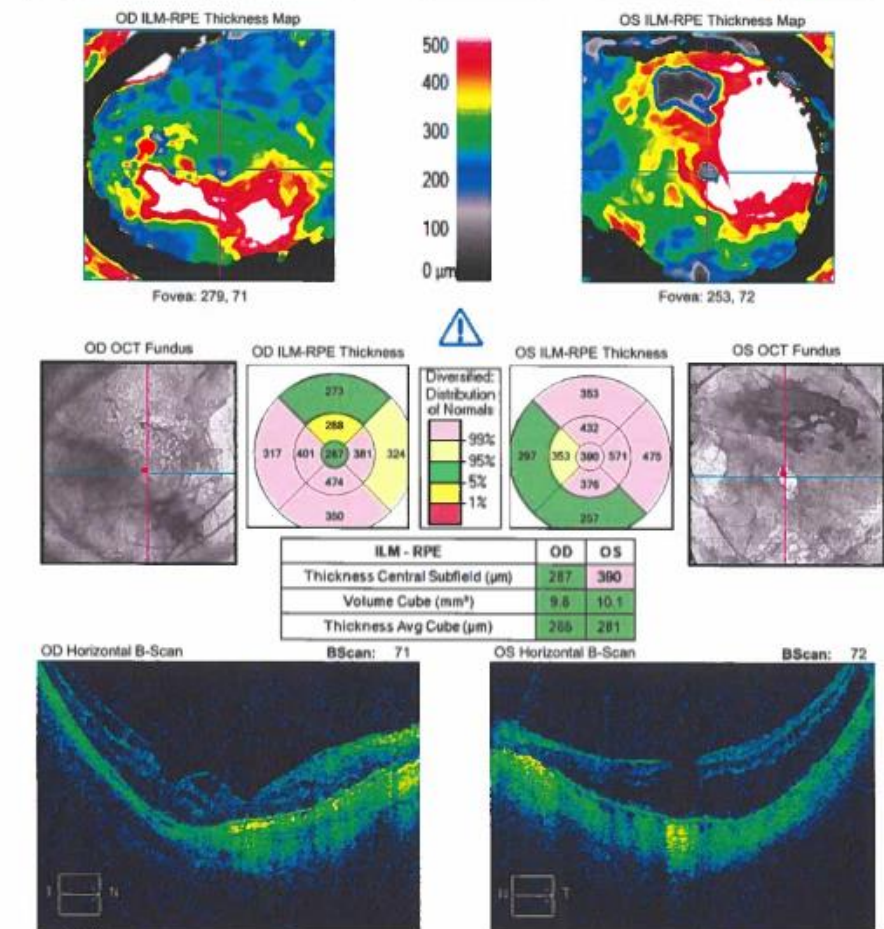 OD ILM-RPE Thickness Map
OS ILM-RPE Thickness Map
500
400
300
200
100
0 µm
Fovea: 279, 71
Fovea: 253, 72
OD OCT Fundus
OD ILM-RPE Thickness
OS ILM-RPE Thickness
OS OCT Fundus
Diversified:
Distribution
of Normals
99%
95%
5%
1%
273
288
317 401 287 381 324
474
350
353
432
297 353 390 571 475
376
257
ILM - RPE OD OS
Thickness Central Subfield (µm) 287 390
Volume Cube (mm³) 9.6 10.1
Thickness Avg Cube (µm) 281
OD Horizontal B-Scan BScan: 71
OS Horizontal B-Scan BScan: 72
N
T